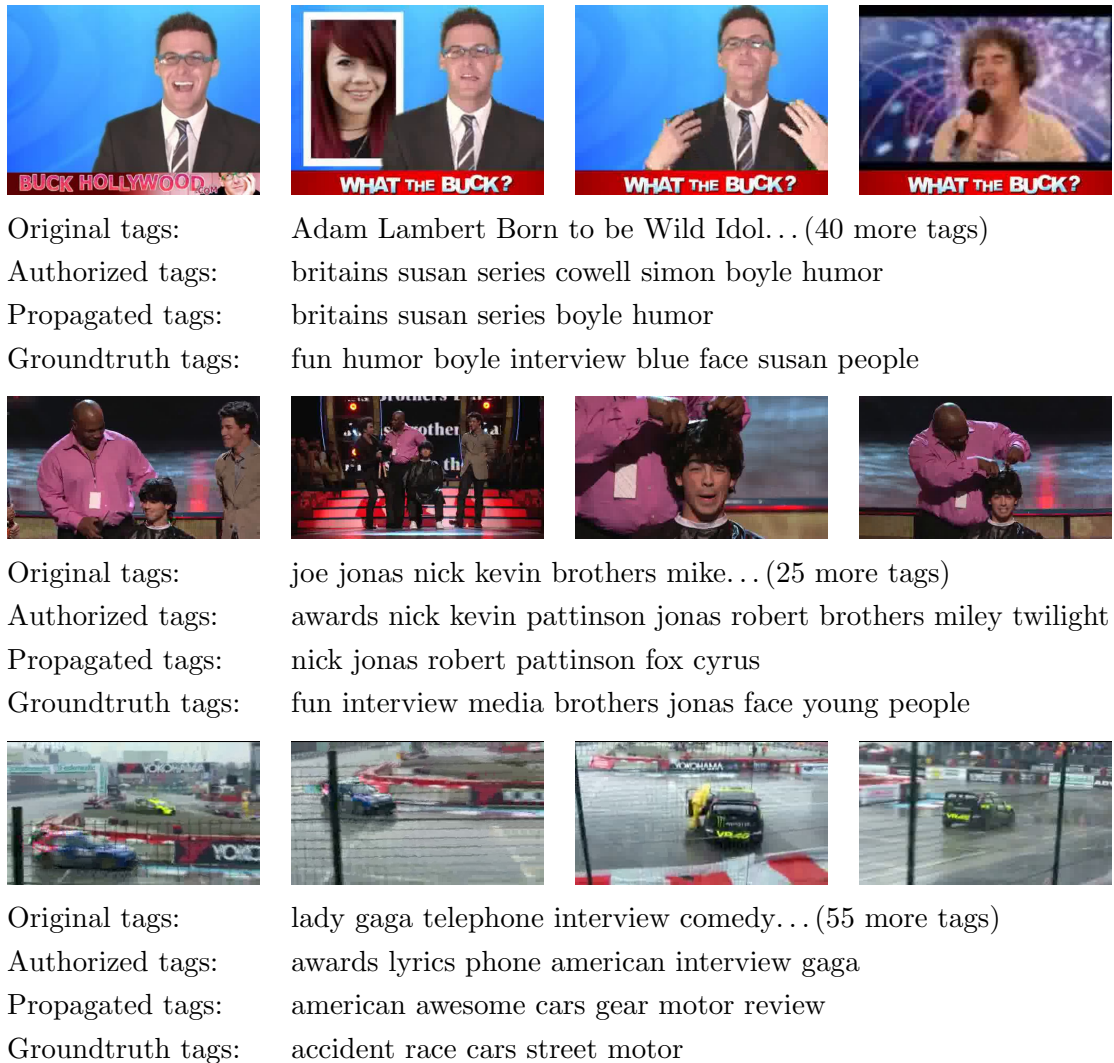 BUCK HOLLYWOOD.COM
WHAT THE BUCK?
WHAT THE BUCK?
WHAT THE BUCK?
Original tags: Adam Lambert Born to be Wild Idol...(40 more tags)
Authorized tags: britains susan series cowell simon boyle humor
Propagated tags: britains susan series boyle humor
Groundtruth tags: fun humor boyle interview blue face susan people
Original tags: joe jonas nick kevin brothers mike...(25 more tags)
Authorized tags: awards nick kevin pattinson jonas robert brothers miley twilight
Propagated tags: nick jonas robert pattinson fox cyrus
Groundtruth tags: fun interview media brothers jonas face young people
YOKOHAMA
YOKOHAMA
Original tags: lady gaga telephone interview comedy...(55 more tags)
Authorized tags: awards lyrics phone american interview gaga
Propagated tags: american awesome cars gear motor review
Groundtruth tags: accident race cars street motor